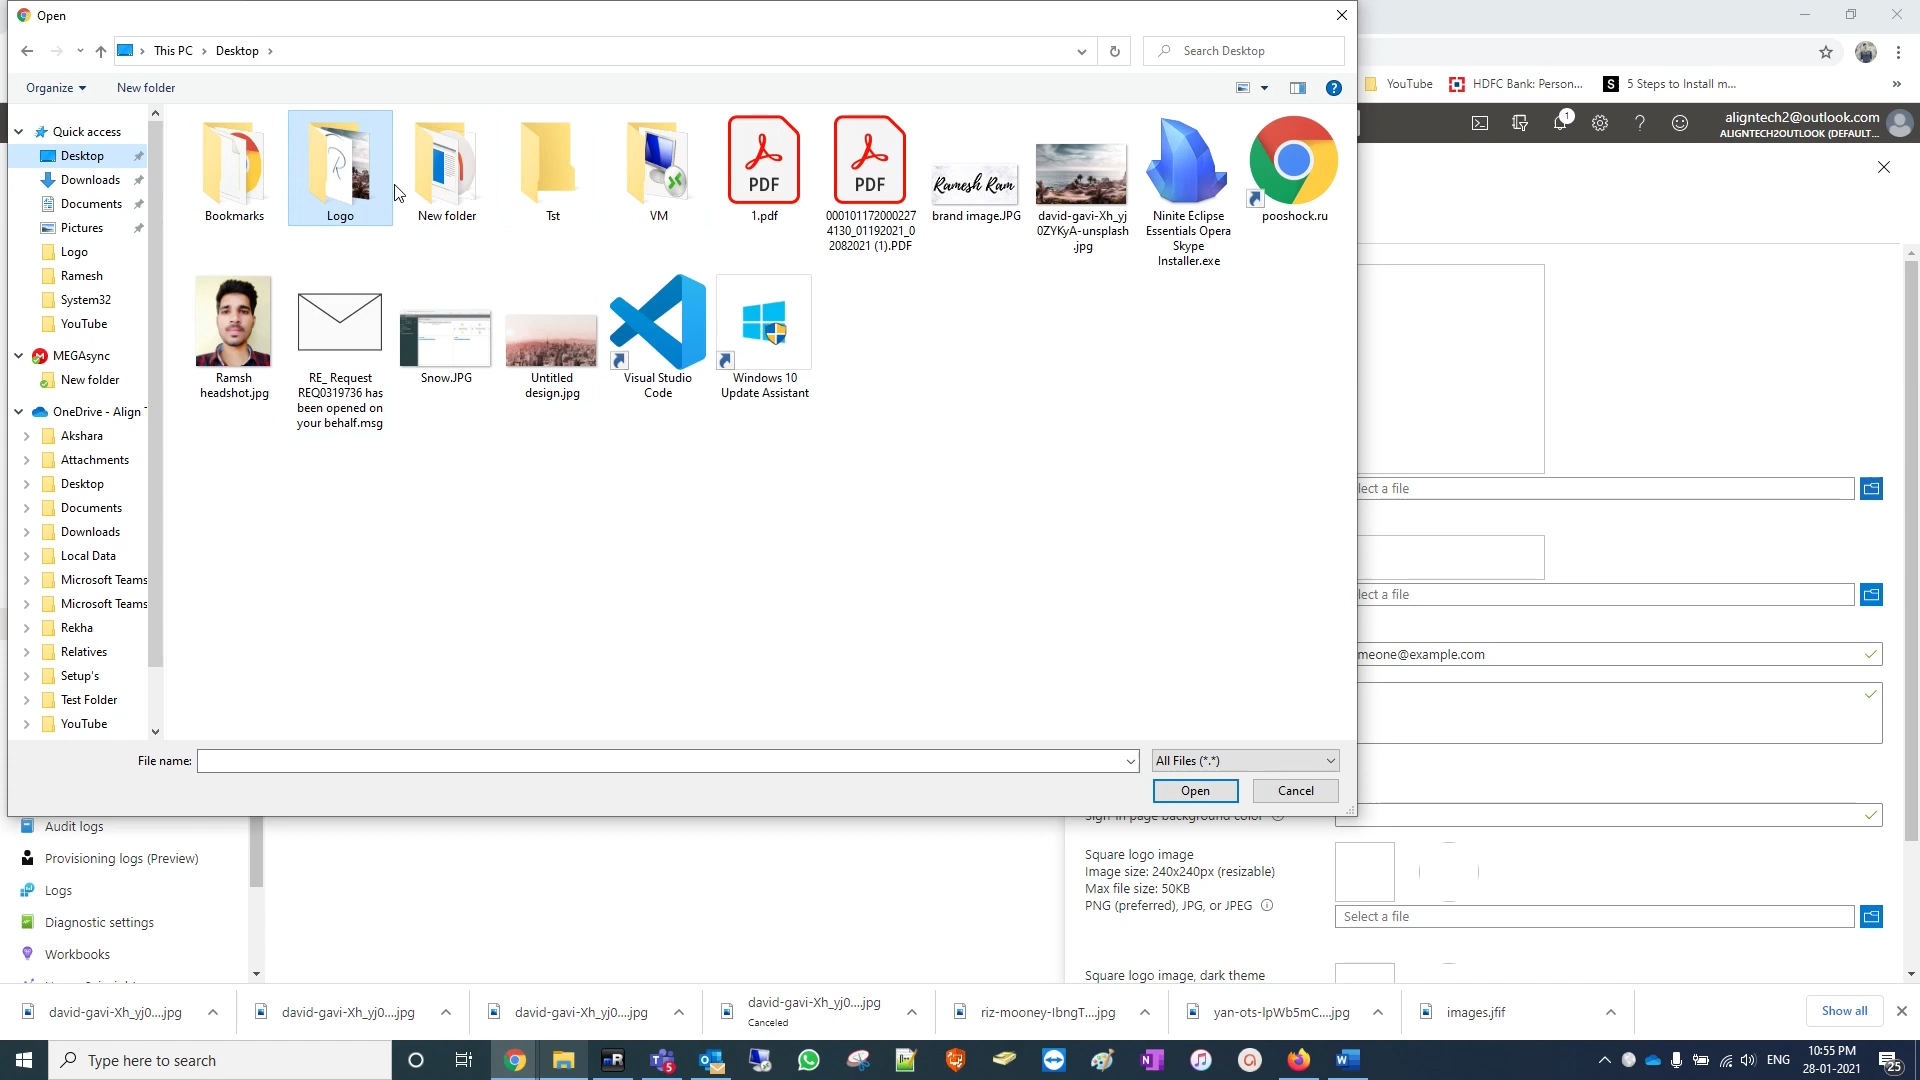 Open
This PC
Desktop
Search Desktop
Organize
New folder
Quick access
Desktop
Downloads
Documents
Pictures
Logo
Ramesh
System32
YouTube
MEGAsync
New folder
OneDrive - Align T
Akshara
Attachments
Desktop
Documents
Downloads
Local Data
Microsoft Teams
Microsoft Teams
Rekha
Relatives
Setup's
Test Folder
YouTube
Bookmarks
Logo
New folder
Tst
VM
PDF
1.pdf
PDF
000101172000227
4130_01192021_0
2082021 (1).PDF
Ramesh Ram
brand image.JPG
david-gavi-Xh_yj
0ZYKyA-unsplash
.jpg
Ninite Eclipse
Essentials Opera
Skype
Installer.exe
pooshock.ru
Ramsh
headshot.jpg
RE_ Request
REQ0319736 has
been opened on
your behalf.msg
Snow.JPG
Untitled
design.jpg
Visual Studio
Code
Windows 10
Update Assistant
File name:
All Files (*.*)
Open
Cancel
YouTube
HDFC Bank: Person...
5 Steps to Install m...
1
aligntech2@outlook.com
ALIGNTECH2OUTLOOK (DEFAULT...
lect a file
lect a file
meone@example.com
Sign-in page background color
Square logo image
Image size: 240x240px (resizable)
Max file size: 50KB
PNG (preferred), JPG, or JPEG
Select a file
Square logo image, dark theme
Audit logs
Provisioning logs (Preview)
Logs
Diagnostic settings
Workbooks
david-gavi-Xh_yj0....jpg
david-gavi-Xh_yj0....jpg
david-gavi-Xh_yj0....jpg
david-gavi-Xh_yj0....jpg
Canceled
riz-mooney-IbngT....jpg
yan-ots-lpWb5mC....jpg
images.jfif
Show all
Type here to search
5
ENG
10:55 PM
28-01-2021
25